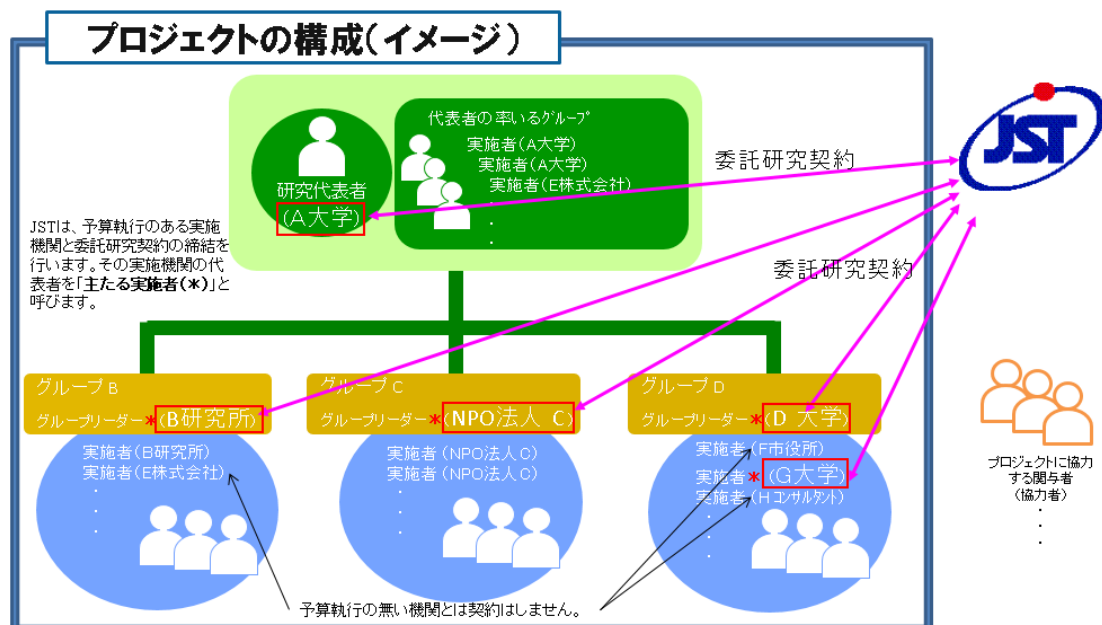 プロジェクトの構成(イメージ)
代表者の率いるグループ
実施者(A大学)
実施者(A大学)
実施者(E株式会社)
.
.
.
研究代表者
(A大学)
委託研究契約
JST
JSTは、予算執行のある実施
機関と委託研究契約の締結を
行います。その実施機関の代
表者を「主たる実施者(*)」と
呼びます。
委託研究契約
グループB
グループリーダー*(B研究所)
実施者(B研究所)
実施者(E株式会社)
.
.
.
グループC
グループリーダー*(NPO法人 C)
実施者(NPO法人C)
実施者(NPO法人C)
.
.
.
グループD
グループリーダー*(D 大学)
実施者(F市役所)
実施者*(G大学)
実施者(Hコンサルタント)
.
.
.
プロジェクトに協力
する関与者
(協力者)
・
・
・
予算執行の無い機関とは契約はしません。